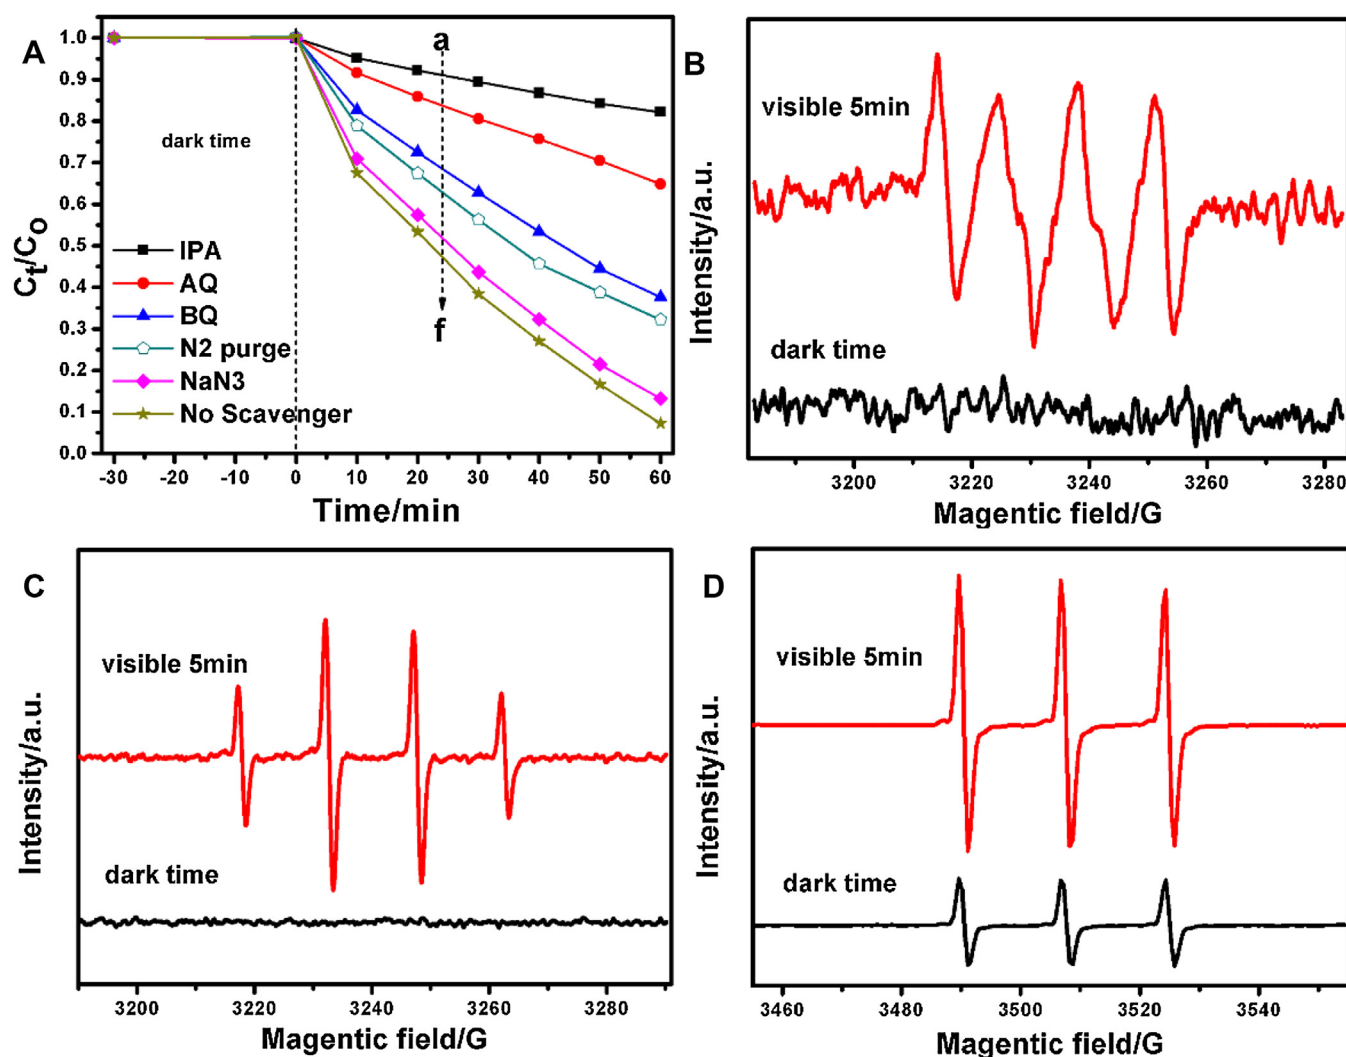 A
1.0
0.9
0.8
0.7
0.6
0.5
0.4
0.3
0.2
0.1
0.0
Ct/Co
dark time
a
f
IPA
AQ
BQ
N2 purge
NaN3
No Scavenger
-30 -20 -10 0 10 20 30 40 50 60
Time/min
B
visible 5min
dark time
Intensity/a.u.
3200 3220 3240 3260 3280
Magentic field/G
C
visible 5min
dark time
Intensity/a.u.
3200 3220 3240 3260 3280
Magentic field/G
D
visible 5min
dark time
Intensity/a.u.
3460 3480 3500 3520 3540
Magentic field/G